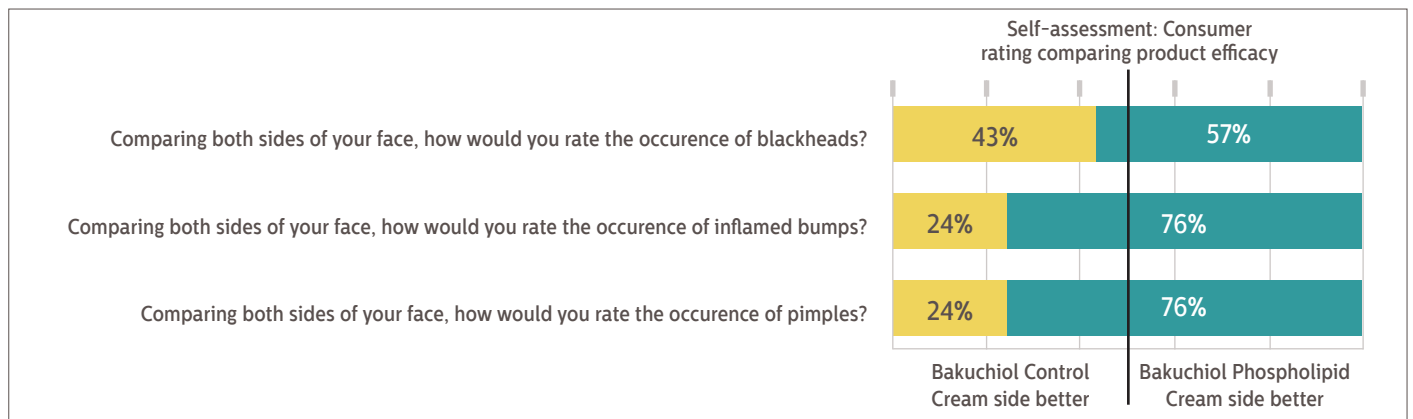 Self-assessment: Consumer
rating comparing product efficacy
Comparing both sides of your face, how would you rate the occurence of blackheads?
43%
57%
Comparing both sides of your face, how would you rate the occurence of inflamed bumps?
24%
76%
Comparing both sides of your face, how would you rate the occurence of pimples?
24%
76%
Bakuchiol Control
Cream side better
Bakuchiol Phospholipid
Cream side better